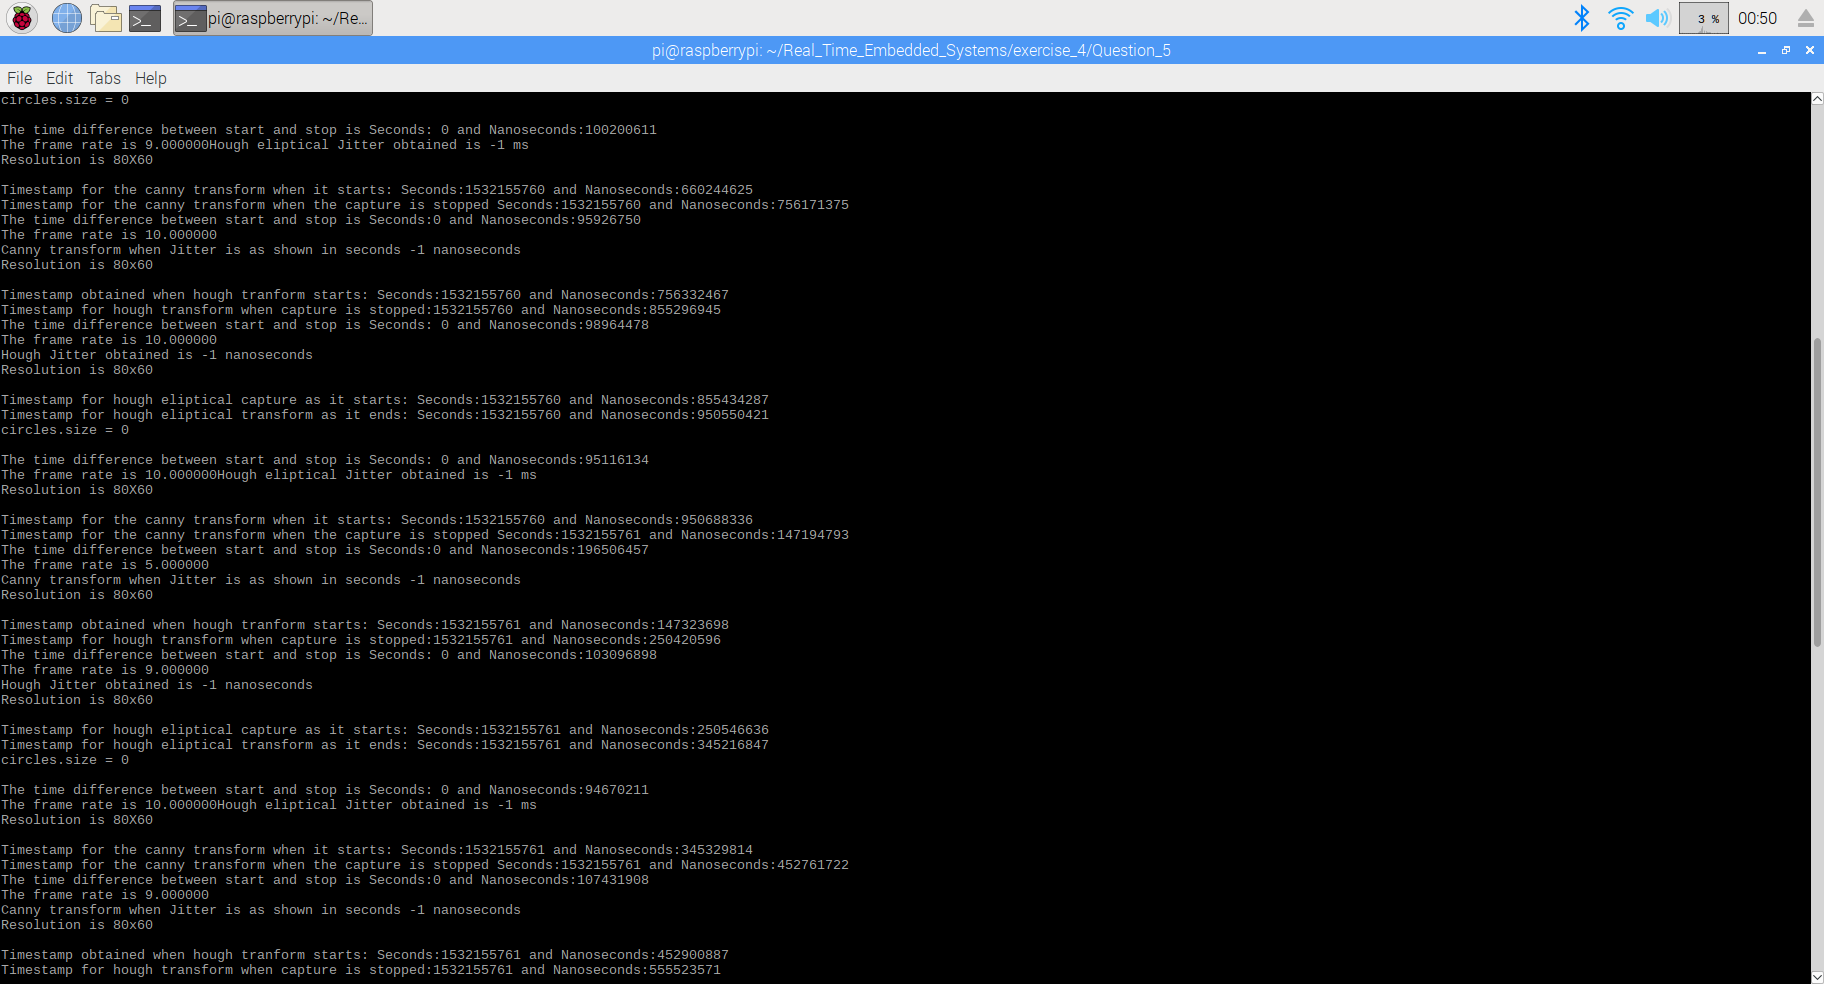 pi@raspberrypi: ~/Re...
3 %
00:50
pi@raspberrypi: ~/Real_Time_Embedded_Systems/exercise_4/Question_5
File Edit Tabs Help
circles.size = 0
The time difference between start and stop is Seconds: 0 and Nanoseconds:100200611
The frame rate is 9.000000Hough eliptical Jitter obtained is -1 ms
Resolution is 80X60
Timestamp for the canny transform when it starts: Seconds:1532155760 and Nanoseconds:660244625
Timestamp for the canny transform when the capture is stopped Seconds:1532155760 and Nanoseconds:756171375
The time difference between start and stop is Seconds:0 and Nanoseconds:95926750
The frame rate is 10.000000
Canny transform when Jitter is as shown in seconds -1 nanoseconds
Resolution is 80x60
Timestamp obtained when hough tranform starts: Seconds:1532155760 and Nanoseconds:756332467
Timestamp for hough transform when capture is stopped:1532155760 and Nanoseconds:855296945
The time difference between start and stop is Seconds: 0 and Nanoseconds:98964478
The frame rate is 10.000000
Hough Jitter obtained is -1 nanoseconds
Resolution is 80x60
Timestamp for hough eliptical capture as it starts: Seconds:1532155760 and Nanoseconds:855434287
Timestamp for hough eliptical transform as it ends: Seconds:1532155760 and Nanoseconds:950550421
circles.size = 0
The time difference between start and stop is Seconds: 0 and Nanoseconds:95116134
The frame rate is 10.000000Hough eliptical Jitter obtained is -1 ms
Resolution is 80X60
Timestamp for the canny transform when it starts: Seconds:1532155760 and Nanoseconds:950688336
Timestamp for the canny transform when the capture is stopped Seconds:1532155761 and Nanoseconds:147194793
The time difference between start and stop is Seconds:0 and Nanoseconds:196506457
The frame rate is 5.000000
Canny transform when Jitter is as shown in seconds -1 nanoseconds
Resolution is 80x60
Timestamp obtained when hough tranform starts: Seconds:1532155761 and Nanoseconds:147323698
Timestamp for hough transform when capture is stopped:1532155761 and Nanoseconds:250420596
The time difference between start and stop is Seconds: 0 and Nanoseconds:103096898
The frame rate is 9.000000
Hough Jitter obtained is -1 nanoseconds
Resolution is 80x60
Timestamp for hough eliptical capture as it starts: Seconds:1532155761 and Nanoseconds:250546636
Timestamp for hough eliptical transform as it ends: Seconds:1532155761 and Nanoseconds:345216847
circles.size = 0
The time difference between start and stop is Seconds: 0 and Nanoseconds:94670211
The frame rate is 10.000000Hough eliptical Jitter obtained is -1 ms
Resolution is 80X60
Timestamp for the canny transform when it starts: Seconds:1532155761 and Nanoseconds:345329814
Timestamp for the canny transform when the capture is stopped Seconds:1532155761 and Nanoseconds:452761722
The time difference between start and stop is Seconds:0 and Nanoseconds:107431908
The frame rate is 9.000000
Canny transform when Jitter is as shown in seconds -1 nanoseconds
Resolution is 80x60
Timestamp obtained when hough tranform starts: Seconds:1532155761 and Nanoseconds:452900887
Timestamp for hough transform when capture is stopped:1532155761 and Nanoseconds:555523571